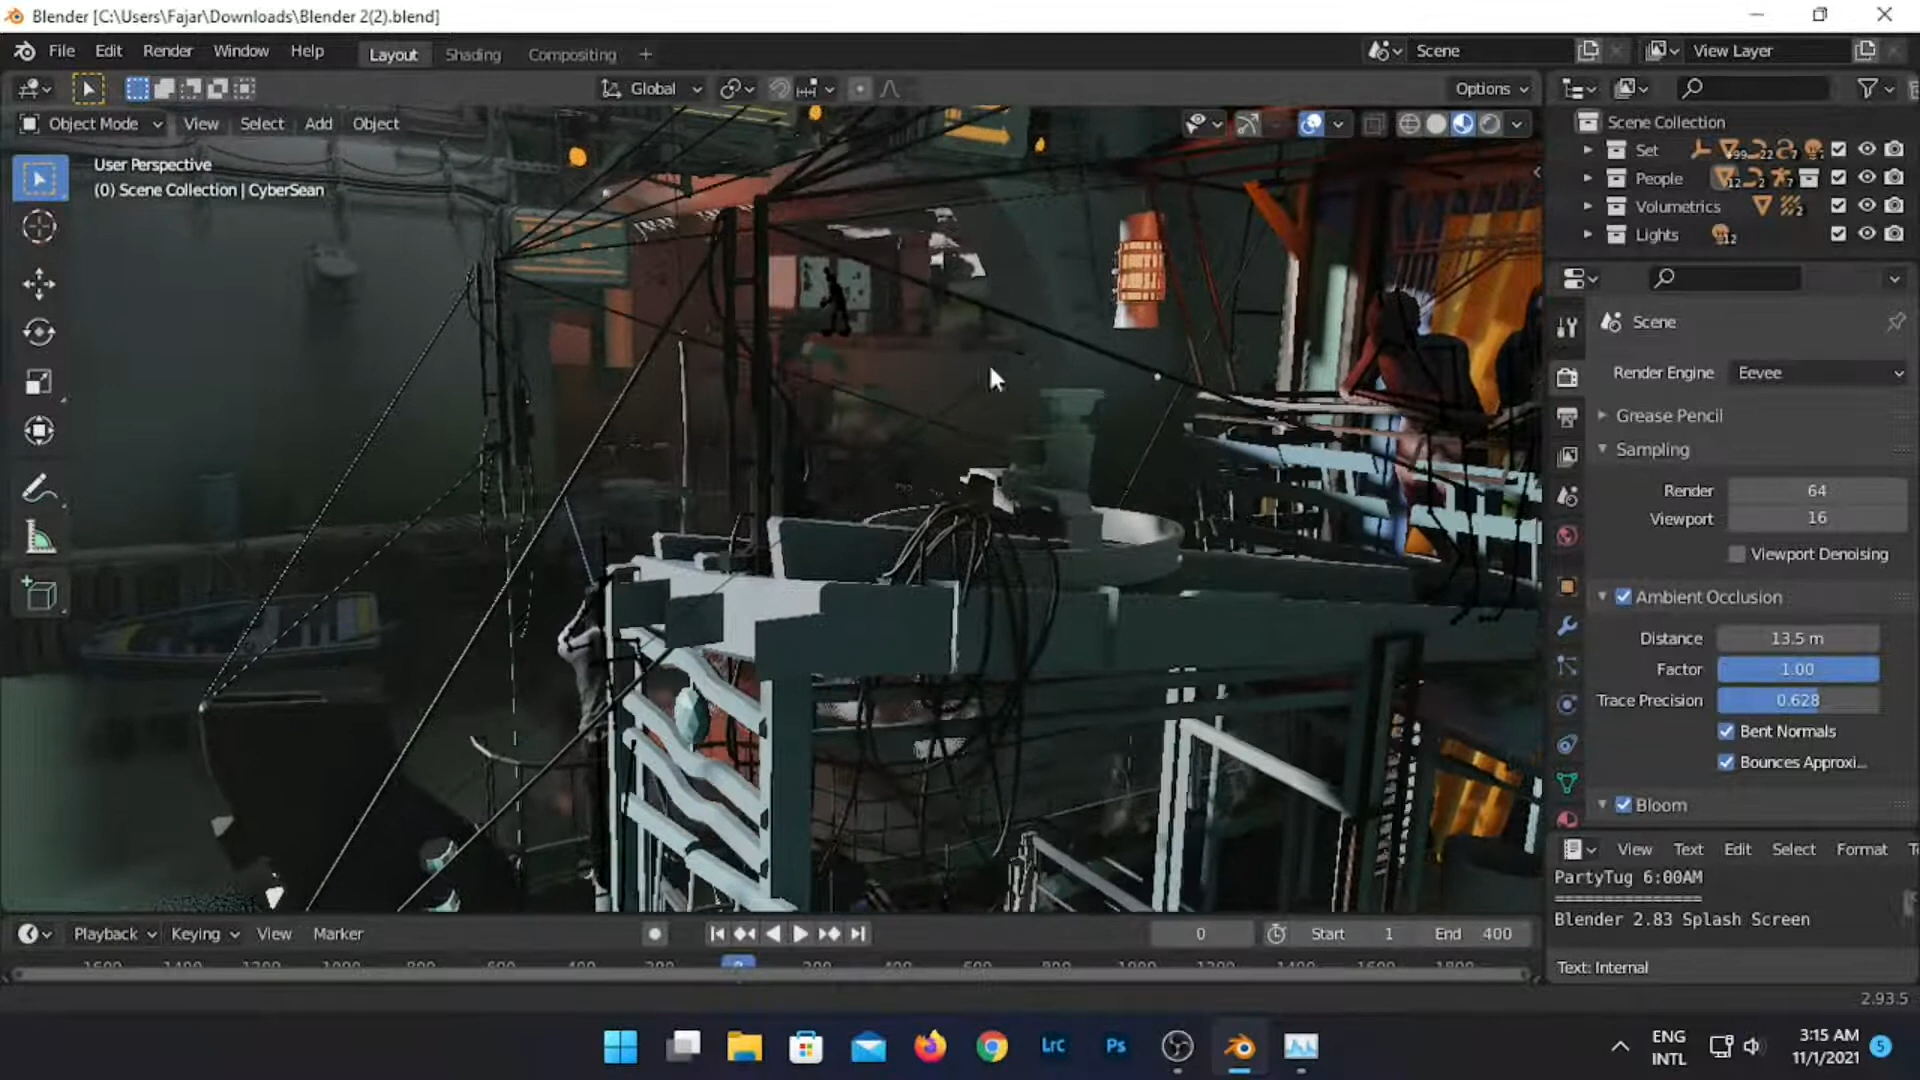 Blender [C:\Users\Fajar\Downloads\Blender 2(2).blend]
File Edit Render Window Help Layout Shading Compositing + Scene View Layer
Global Options
Object Mode View Select Add Object
User Perspective
(0) Scene Collection | CyberSean
Scene Collection
Set
People
Volumetrics
Lights
Scene
Render Engine Eevee
Grease Pencil
Sampling
Render 64
Viewport 16
Viewport Denoising
Ambient Occlusion
Distance 13.5 m
Factor 1.00
Trace Precision 0.628
Bent Normals
Bounces Approxi...
Bloom
View Text Edit Select Format
PartyTug 6:00AM
Blender 2.83 Splash Screen
Text: Internal
Playback Keying View Marker 0 Start 1 End 400
2.93.5
Lrc Ps
ENG
INTL
3:15 AM
11/1/2021
5